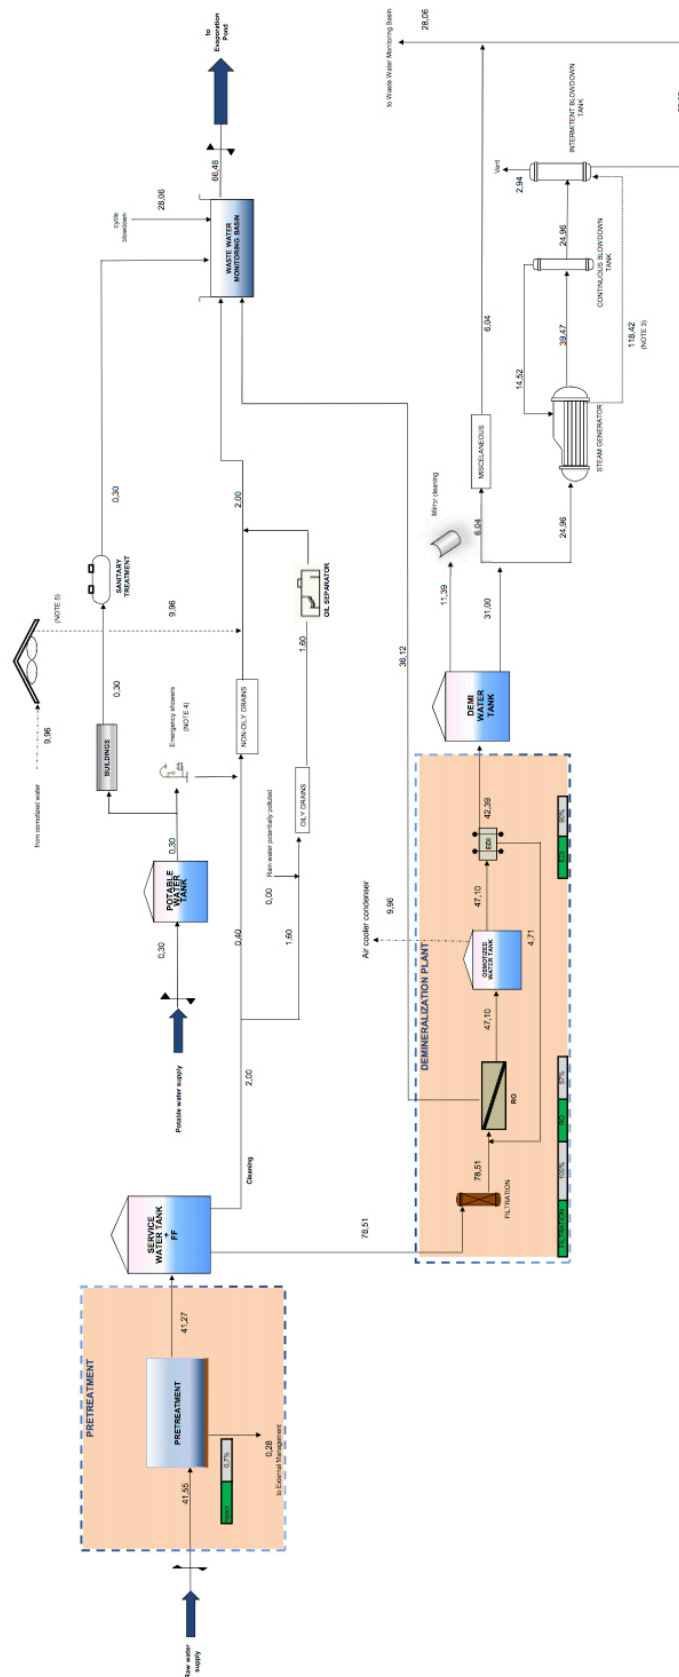 Raw water
supply
PRETREATMENT
41,55
PRETREATMENT
0,7%
0,28
to External Management
41,27
SERVICE
WATER TANK
+
FF
Cleaning
2,00
78,51
Potable water supply
0,30
POTABLE
WATER
TANK
0,30
BUILDINGS
0,30
SANITARY
TREATMENT
0,30
Emergency showers
(NOTE 4)
from osmotized water
9,96
(NOTE 5)
9,96
0,40
NON-OILY DRAINS
2,00
1,60
0,00
Rain water potentially polluted
OILY DRAINS
1,60
OIL SEPARATOR
cycle
blowdown
28,06
WASTE WATER
MONITORING BASIN
66,48
to
Evaporation
Pond
DEMINERALIZATION PLANT
FILTRATION
78,51
RO
36,12
47,10
OSMOTIZED
WATER TANK
Air cooler condenser
9,96
47,10
EDI
4,71
42,39
FILTRATION
100%
RO
57%
EDI
90%
DEMI
WATER
TANK
11,39
Mirror cleaning
31,00
6,04
MISCELANEOUS
6,04
24,96
STEAM GENERATOR
14,52
39,47
CONTINUOUS BLOWDOWN
TANK
118,42
(NOTE 3)
24,96
2,94
Vent
INTERMITENT BLOWDOWN
TANK
to Waste Water Monitoring Basin
28,06